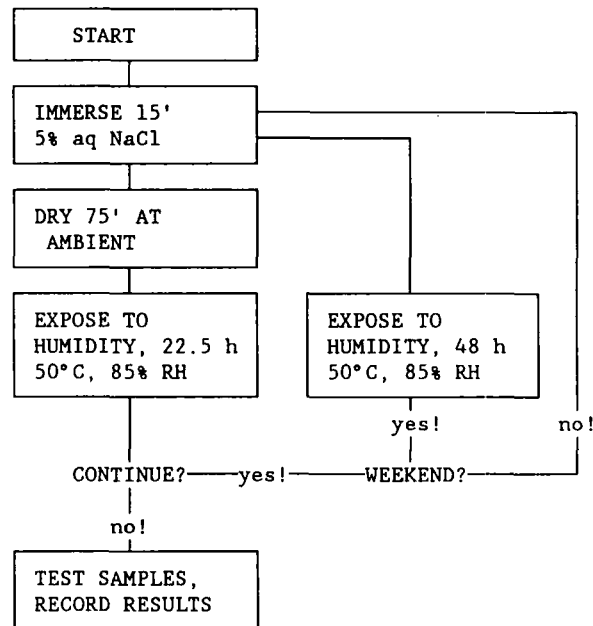 START
IMMERSE 15'
5% aq NaCl
DRY 75' AT
AMBIENT
EXPOSE TO
HUMIDITY, 22.5 h
50°C, 85% RH
EXPOSE TO
HUMIDITY, 48 h
50°C, 85% RH
yes!
no!
CONTINUE? yes! WEEKEND?
no!
TEST SAMPLES,
RECORD RESULTS